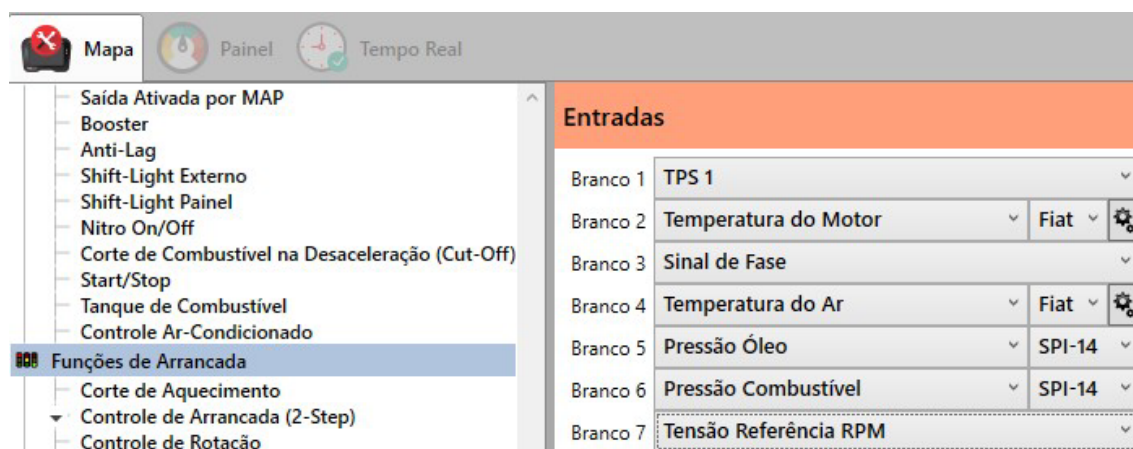 Mapa
Painel
Tempo Real
Saída Ativada por MAP
Booster
Anti-Lag
Shift-Light Externo
Shift-Light Painel
Nitro On/Off
Corte de Combustível na Desaceleração (Cut-Off)
Start/Stop
Tanque de Combustível
Controle Ar-Condicionado
Funções de Arrancada
Corte de Aquecimento
Controle de Arrancada (2-Step)
Controle de Rotação
Entradas
Branco 1 TPS 1
Branco 2 Temperatura do Motor Fiat
Branco 3 Sinal de Fase
Branco 4 Temperatura do Ar Fiat
Branco 5 Pressão Óleo SPI-14
Branco 6 Pressão Combustível SPI-14
Branco 7 Tensão Referência RPM